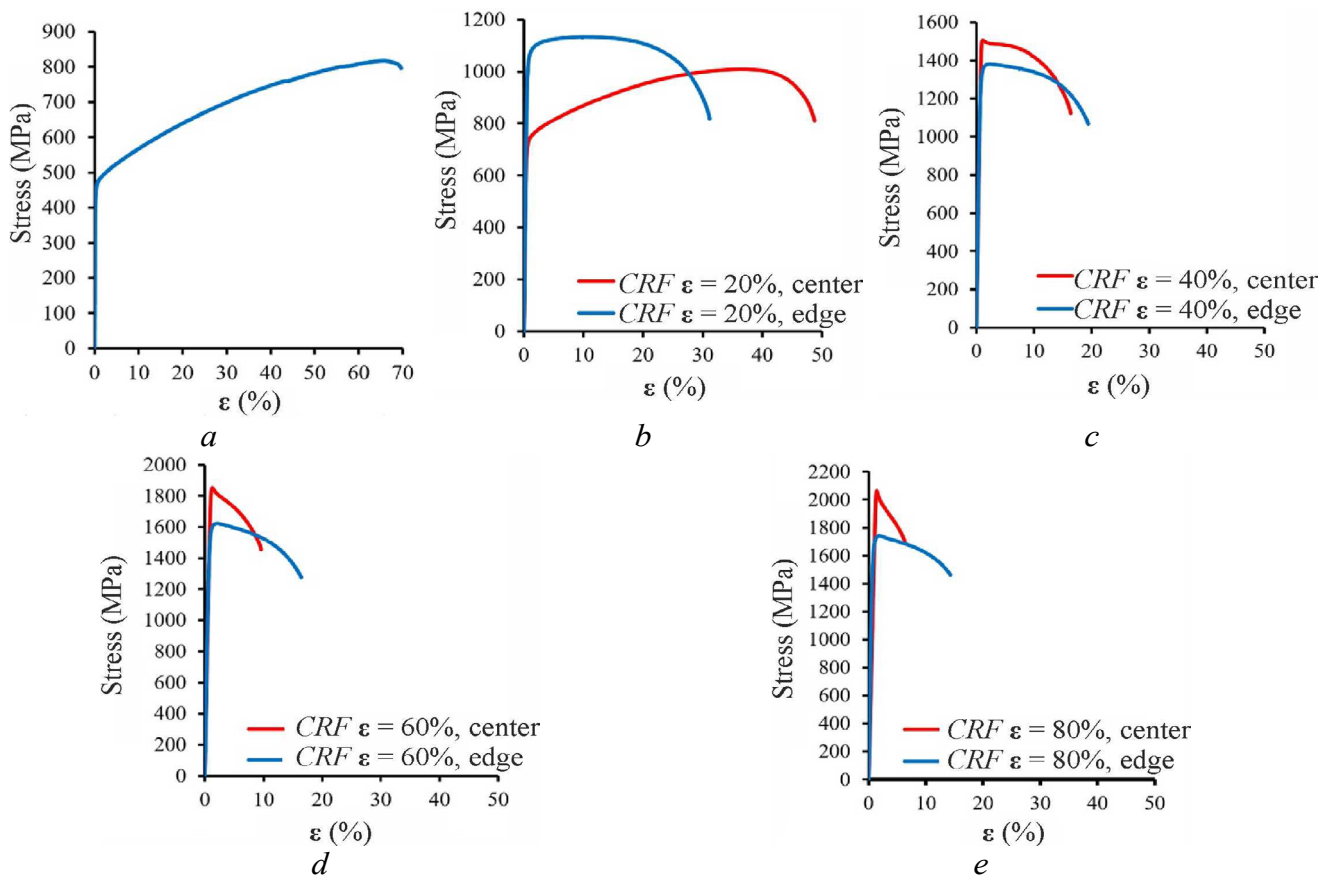 900
800
700
600
500
400
300
200
100
0
Stress (MPa)
0 10 20 30 40 50 60 70
ε (%)
a
1200
1000
800
600
400
200
0
Stress (MPa)
CRF ε = 20%, center
CRF ε = 20%, edge
0 10 20 30 40 50
ε (%)
b
1600
1400
1200
1000
800
600
400
200
0
Stress (MPa)
CRF ε = 40%, center
CRF ε = 40%, edge
0 10 20 30 40 50
ε (%)
c
2000
1800
1600
1400
1200
1000
800
600
400
200
0
Stress (MPa)
CRF ε = 60%, center
CRF ε = 60%, edge
0 10 20 30 40 50
ε (%)
d
2200
2000
1800
1600
1400
1200
1000
800
600
400
200
0
Stress (MPa)
CRF ε = 80%, center
CRF ε = 80%, edge
0 10 20 30 40 50
ε (%)
e